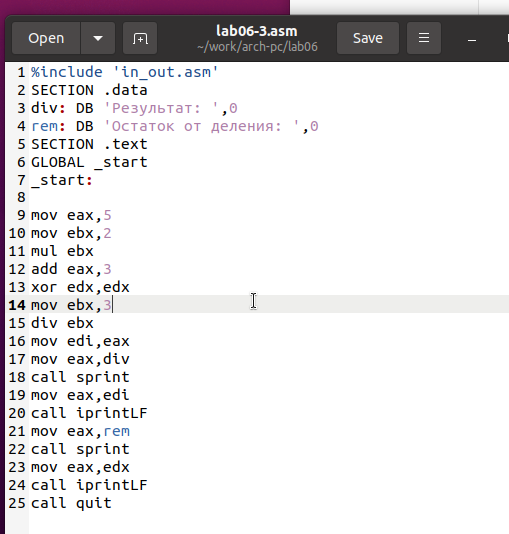 Open
lab06-3.asm
~/work/arch-pc/lab06
Save
1 %include 'in_out.asm'
2 SECTION .data
3 div: DB 'Результат: ',0
4 rem: DB 'Остаток от деления: ',0
5 SECTION .text
6 GLOBAL _start
7 _start:
8
9 mov eax,5
10 mov ebx,2
11 mul ebx
12 add eax,3
13 xor edx,edx
14 mov ebx,3
15 div ebx
16 mov edi,eax
17 mov eax,div
18 call sprint
19 mov eax,edi
20 call iprintLF
21 mov eax,rem
22 call sprint
23 mov eax,edx
24 call iprintLF
25 call quit